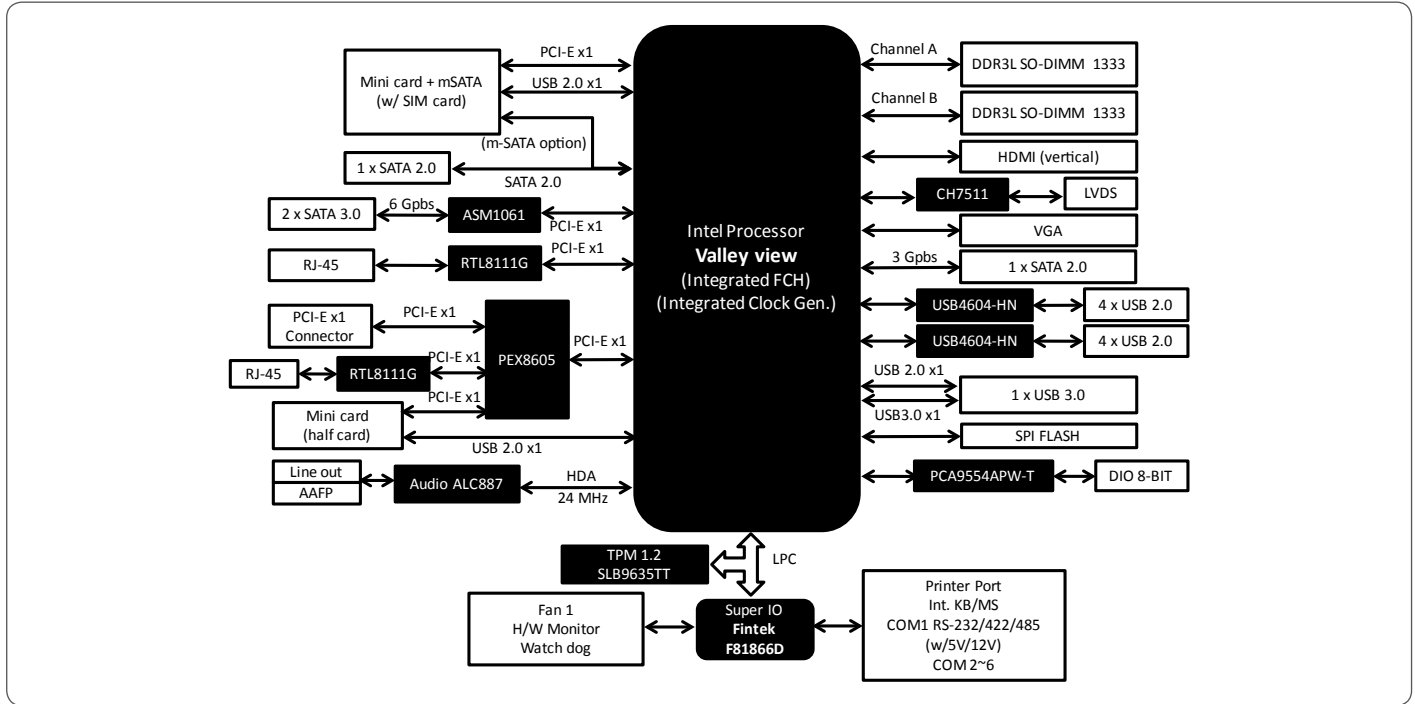 PCI-E x1
Mini card + mSATA
(w/ SIM card)
USB 2.0 x1
(m-SATA option)
1 x SATA 2.0
SATA 2.0
2 x SATA 3.0
6 Gpbs
ASM1061
PCI-E x1
RJ-45
RTL8111G
PCI-E x1
PCI-E x1
Connector
PCI-E x1
PEX8605
PCI-E x1
RJ-45
RTL8111G
PCI-E x1
PCI-E x1
Mini card
(half card)
USB 2.0 x1
Line out
AAFP
Audio ALC887
HDA
24 MHz
Intel Processor
Valley view
(Integrated FCH)
(Integrated Clock Gen.)
Channel A
DDR3L SO-DIMM 1333
Channel B
DDR3L SO-DIMM 1333
HDMI (vertical)
CH7511
LVDS
VGA
3 Gpbs
1 x SATA 2.0
USB4604-HN
4 x USB 2.0
USB4604-HN
4 x USB 2.0
USB 2.0 x1
1 x USB 3.0
USB3.0 x1
SPI FLASH
PCA9554APW-T
DIO 8-BIT
TPM 1.2
SLB9635TT
LPC
Fan 1
H/W Monitor
Watch dog
Super IO
Fintek
F81866D
Printer Port
Int. KB/MS
COM1 RS-232/422/485
(w/5V/12V)
COM 2~6